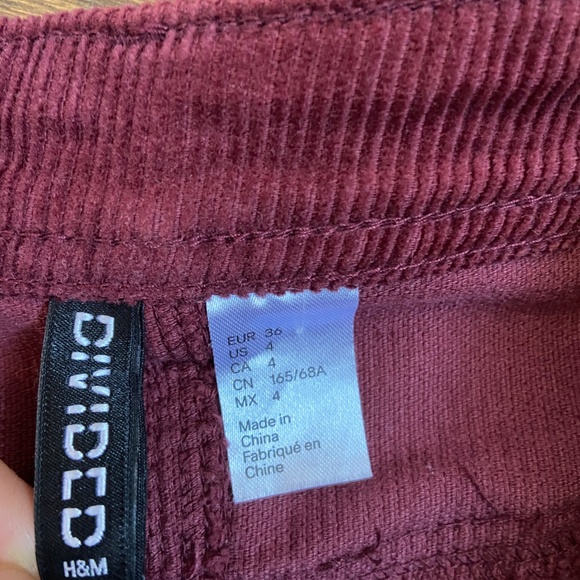 DIVIDED
H&M
EUR 36
US 4
CA 4
CN 165/68A
MX 4
Made in
China
Fabriqué en
Chine